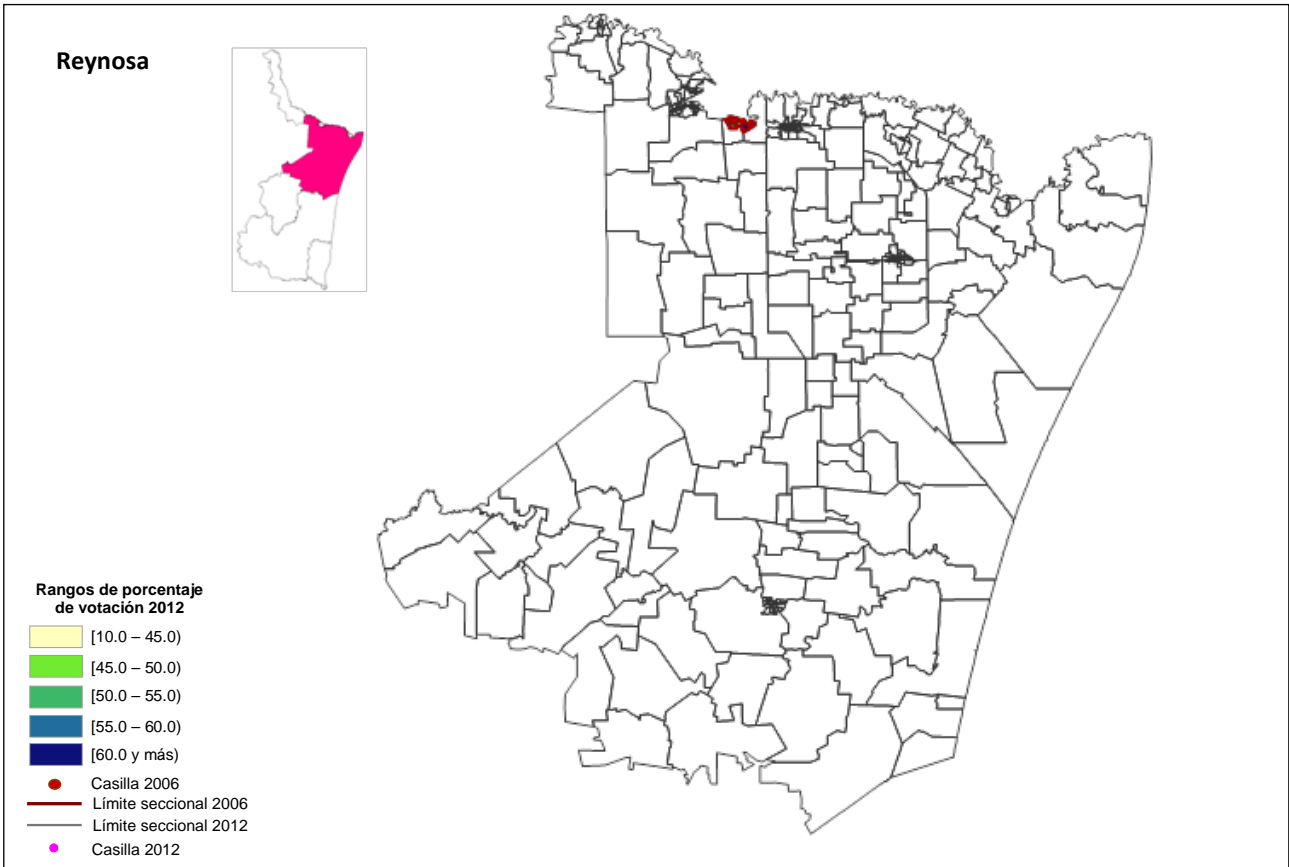 Reynosa
Rangos de porcentaje
de votación 2012
[10.0 – 45.0)
[45.0 – 50.0)
[50.0 – 55.0)
[55.0 – 60.0)
[60.0 y más)
Casilla 2006
Límite seccional 2006
Límite seccional 2012
Casilla 2012